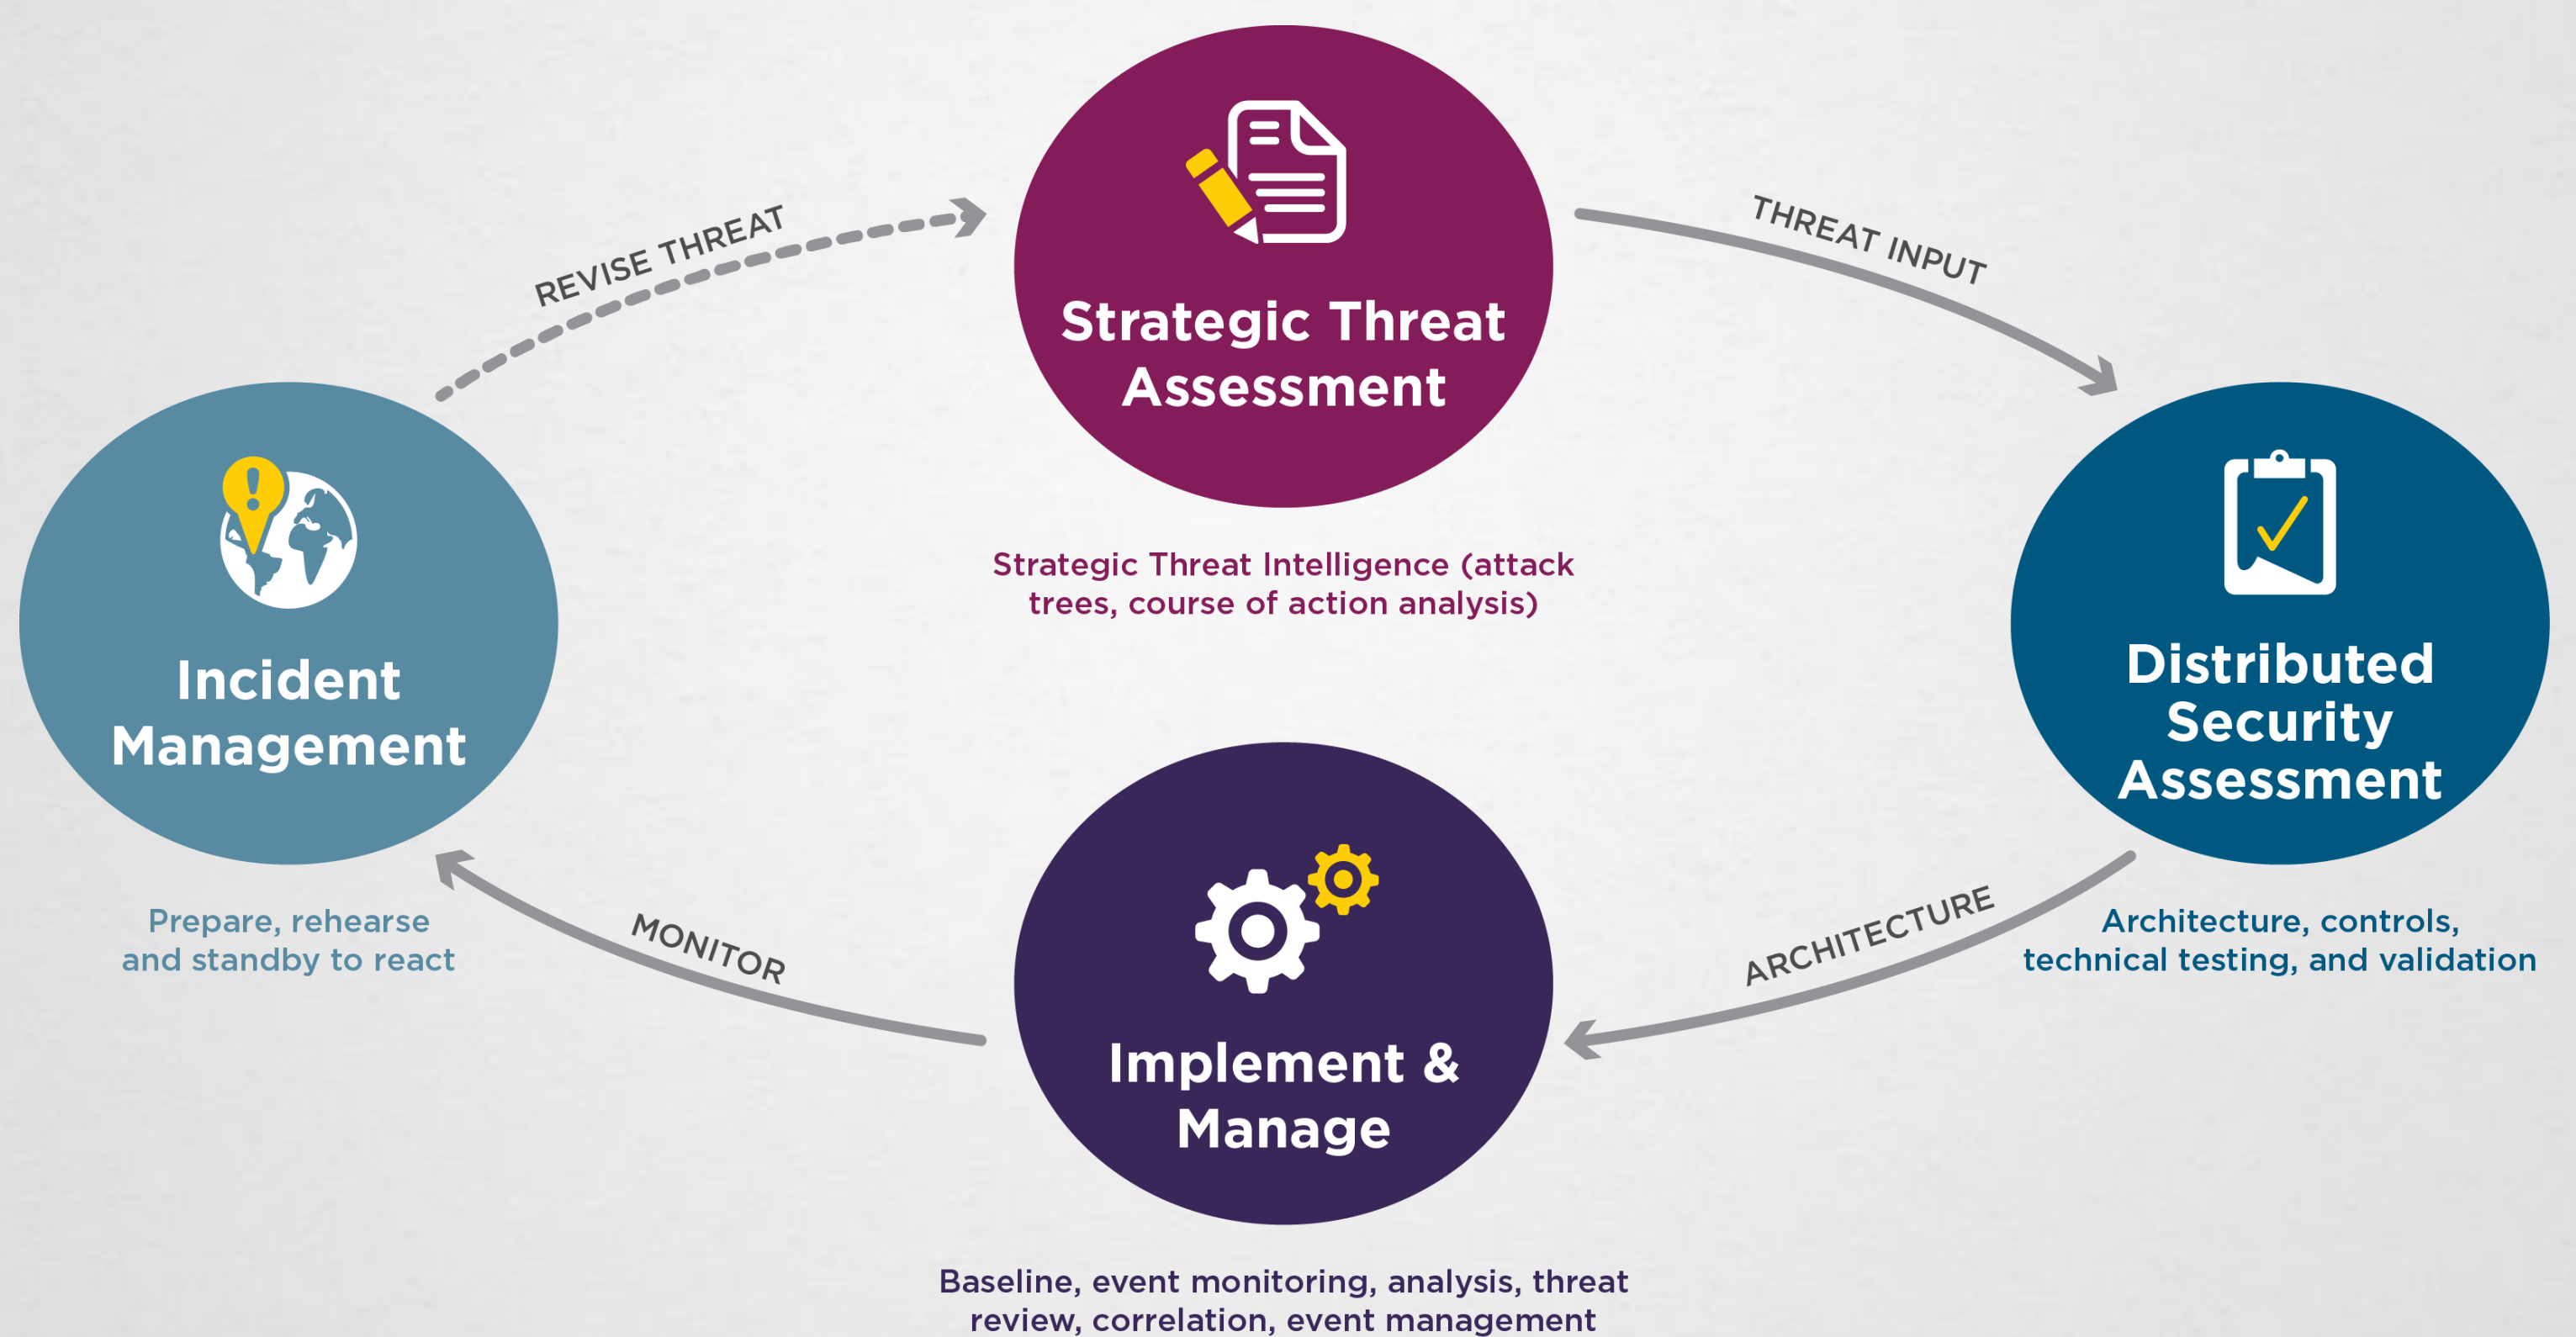 REVISE THREAT
THREAT INPUT
Strategic Threat
Assessment
Strategic Threat Intelligence (attack
trees, course of action analysis)
Distributed
Security
Assessment
Architecture, controls,
technical testing, and validation
ARCHITECTURE
Implement &
Manage
Baseline, event monitoring, analysis, threat
review, correlation, event management
MONITOR
Incident
Management
Prepare, rehearse
and standby to react